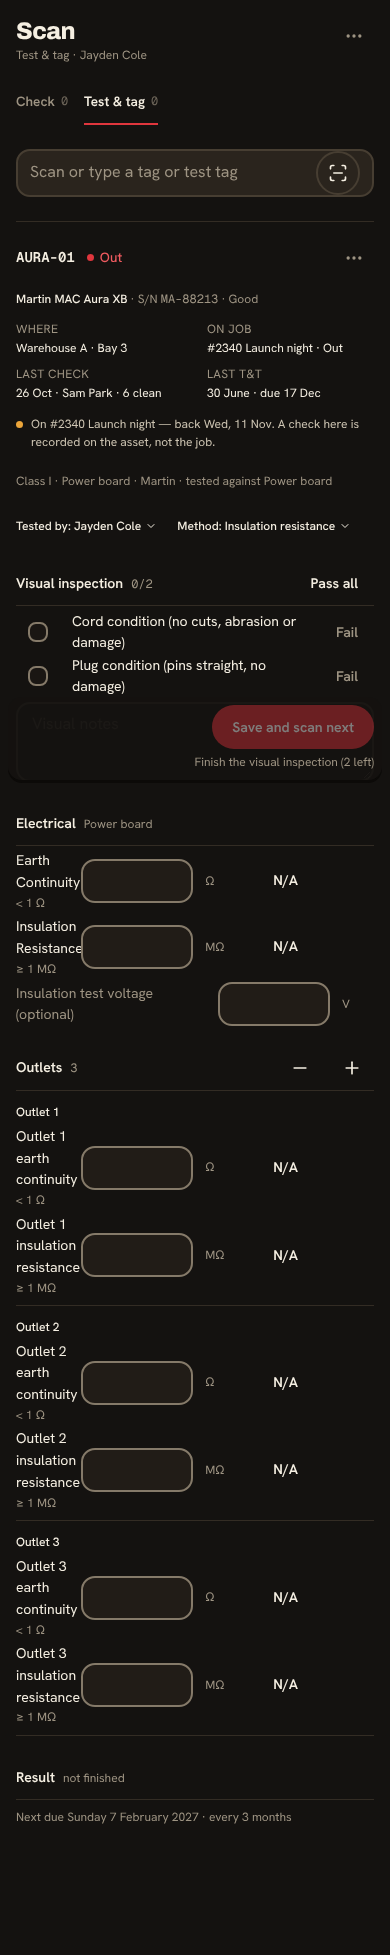 Scan
Test & tag · Jayden Cole
Check 0 Test & tag 0
Scan or type a tag or test tag
AURA-01 Out
Martin MAC Aura XB · S/N MA-88213 · Good
WHERE ON JOB
Warehouse A · Bay 3 #2340 Launch night · Out
LAST CHECK LAST T&T
26 Oct · Sam Park · 6 clean 30 June · due 17 Dec
On #2340 Launch night — back Wed, 11 Nov. A check here is
recorded on the asset, not the job.
Class I · Power board · Martin · tested against Power board
Tested by: Jayden Cole Method: Insulation resistance
Visual inspection 0/2 Pass all
Cord condition (no cuts, abrasion or
damage) Fail
Plug condition (pins straight, no
damage) Fail
Visual notes
Save and scan next
Finish the visual inspection (2 left)
Electrical Power board
Earth
Continuity Ω N/A
< 1 Ω
Insulation
Resistance MΩ N/A
≥ 1 MΩ
Insulation test voltage
(optional) V
Outlets 3 − +
Outlet 1
Outlet 1
earth
continuity Ω N/A
< 1 Ω
Outlet 1
insulation
resistance MΩ N/A
≥ 1 MΩ
Outlet 2
Outlet 2
earth
continuity Ω N/A
< 1 Ω
Outlet 2
insulation
resistance MΩ N/A
≥ 1 MΩ
Outlet 3
Outlet 3
earth
continuity Ω N/A
< 1 Ω
Outlet 3
insulation
resistance MΩ N/A
≥ 1 MΩ
Result not finished
Next due Sunday 7 February 2027 · every 3 months